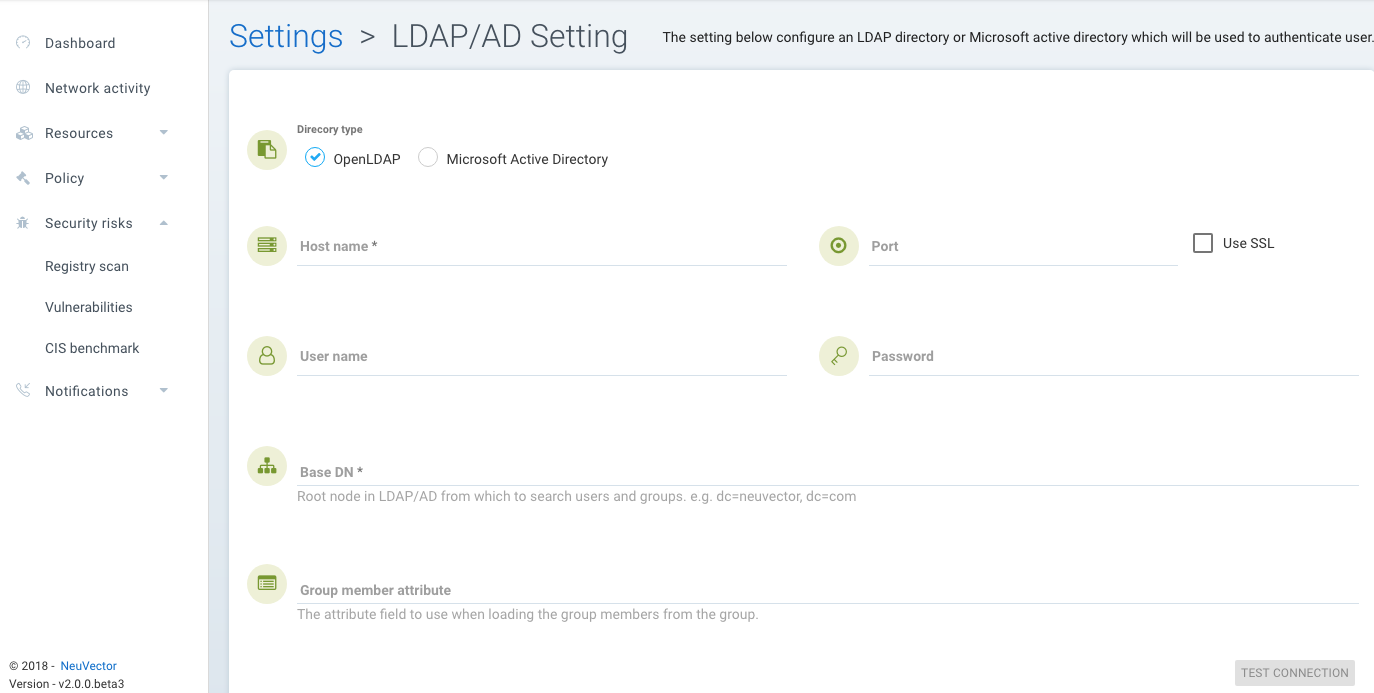 Dashboard
Network activity
Resources
Policy
Security risks
Registry scan
Vulnerabilities
CIS benchmark
Notifications
© 2018 - NeuVector
Version - v2.0.0.beta3
Settings > LDAP/AD Setting
The setting below configure an LDAP directory or Microsoft active directory which will be used to authenticate user.
Direcory type
OpenLDAP Microsoft Active Directory
Host name * Port Use SSL
User name Password
Base DN *
Root node in LDAP/AD from which to search users and groups. e.g. dc=neuvector, dc=com
Group member attribute
The attribute field to use when loading the group members from the group.
TEST CONNECTION